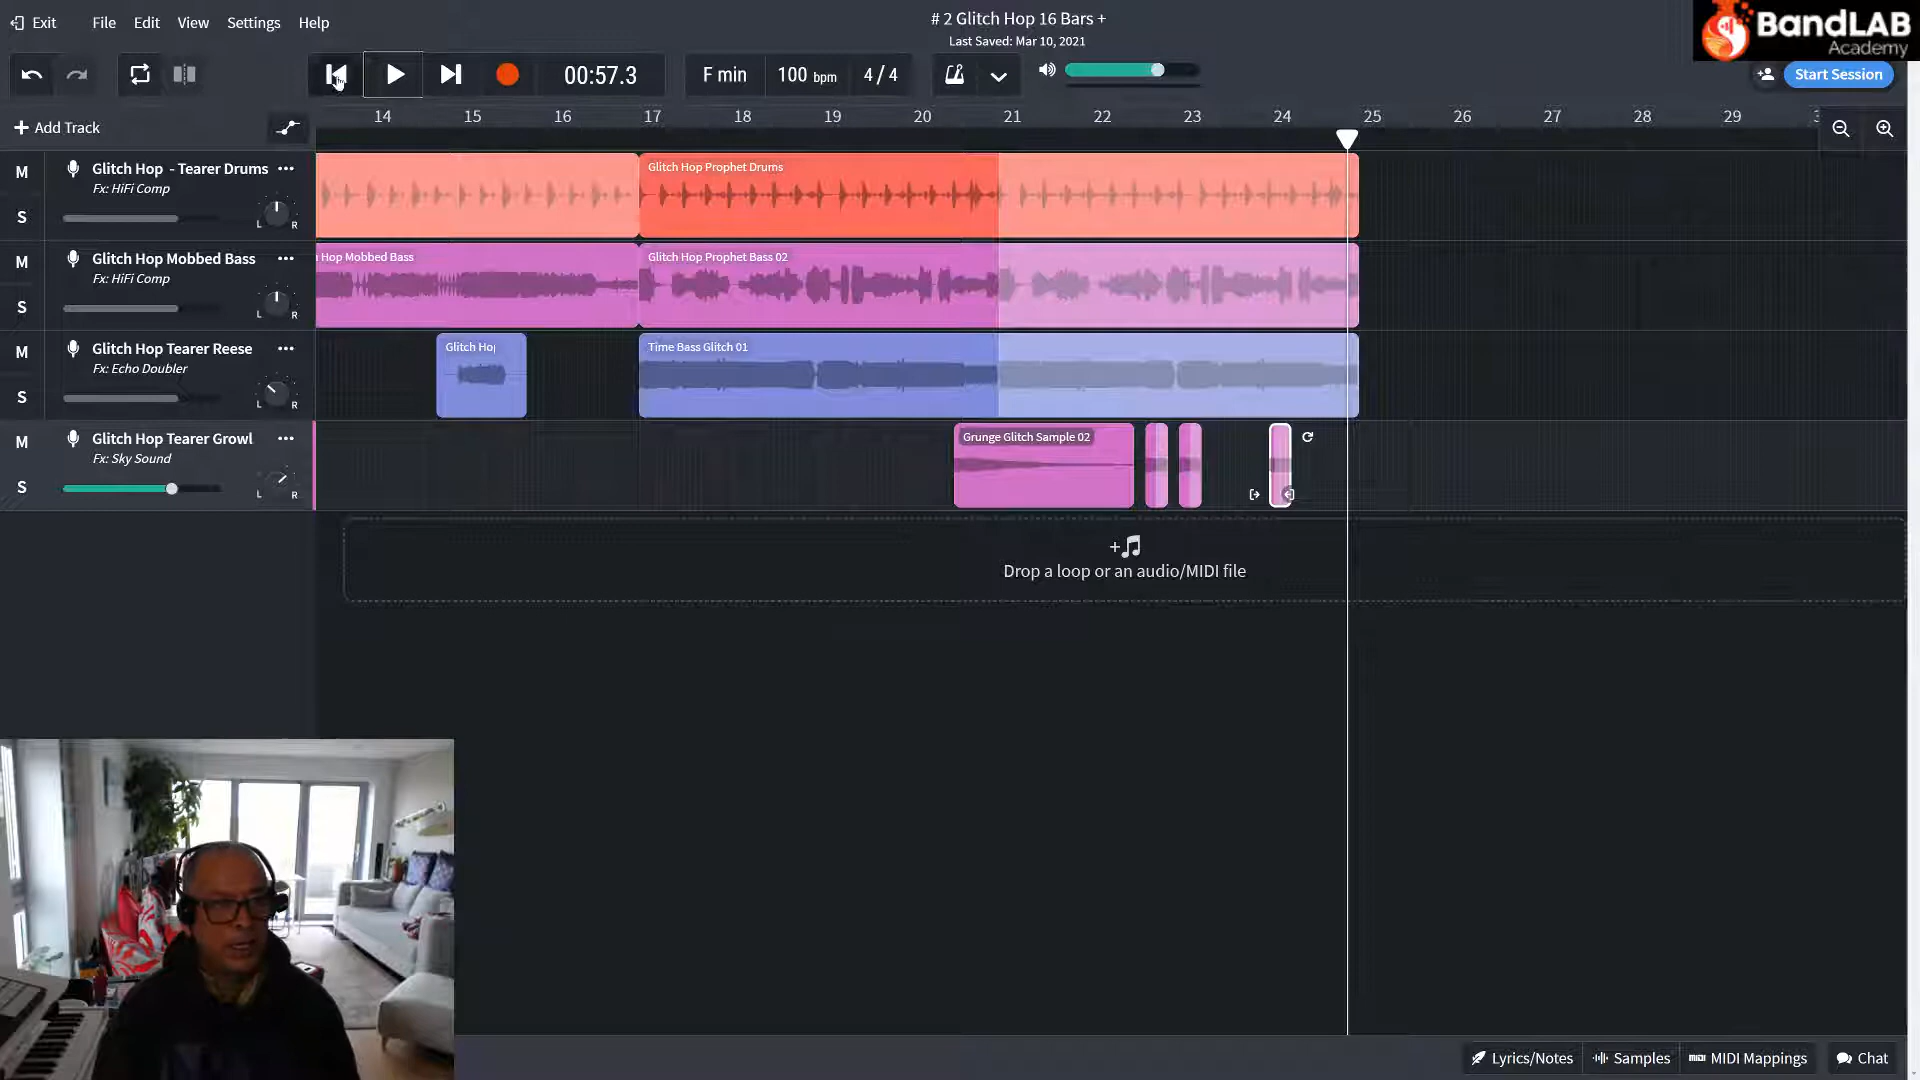 Exit File Edit View Settings Help
# 2 Glitch Hop 16 Bars +
Last Saved: Mar 10, 2021
BandLAB
Academy
00:57.3 F min 100 bpm 4 / 4
Start Session
Add Track
14 15 16 17 18 19 20 21 22 23 24 25 26 27 28 29
M Glitch Hop - Tearer Drums
Fx: HiFi Comp
S L R
Glitch Hop Prophet Drums
M Glitch Hop Mobbed Bass
Fx: HiFi Comp
S L R
Hop Mobbed Bass Glitch Hop Prophet Bass 02
M Glitch Hop Tearer Reese
Fx: Echo Doubler
S L R
Glitch Hop Time Bass Glitch 01
M Glitch Hop Tearer Growl
Fx: Sky Sound
S L R
Grunge Glitch Sample 02
Drop a loop or an audio/MIDI file
Lyrics/Notes Samples MIDI Mappings Chat